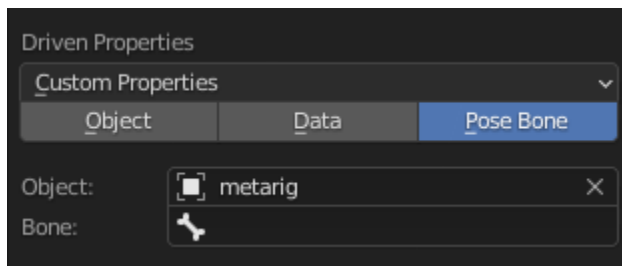 Driven Properties
Custom Properties
Object Data Pose Bone
Object: metarig
Bone: